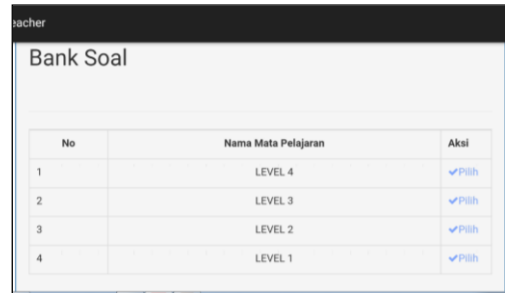 eacher
Bank Soal
No Nama Mata Pelajaran Aksi
1 LEVEL 4 ✔Pilih
2 LEVEL 3 ✔Pilih
3 LEVEL 2 ✔Pilih
4 LEVEL 1 ✔Pilih